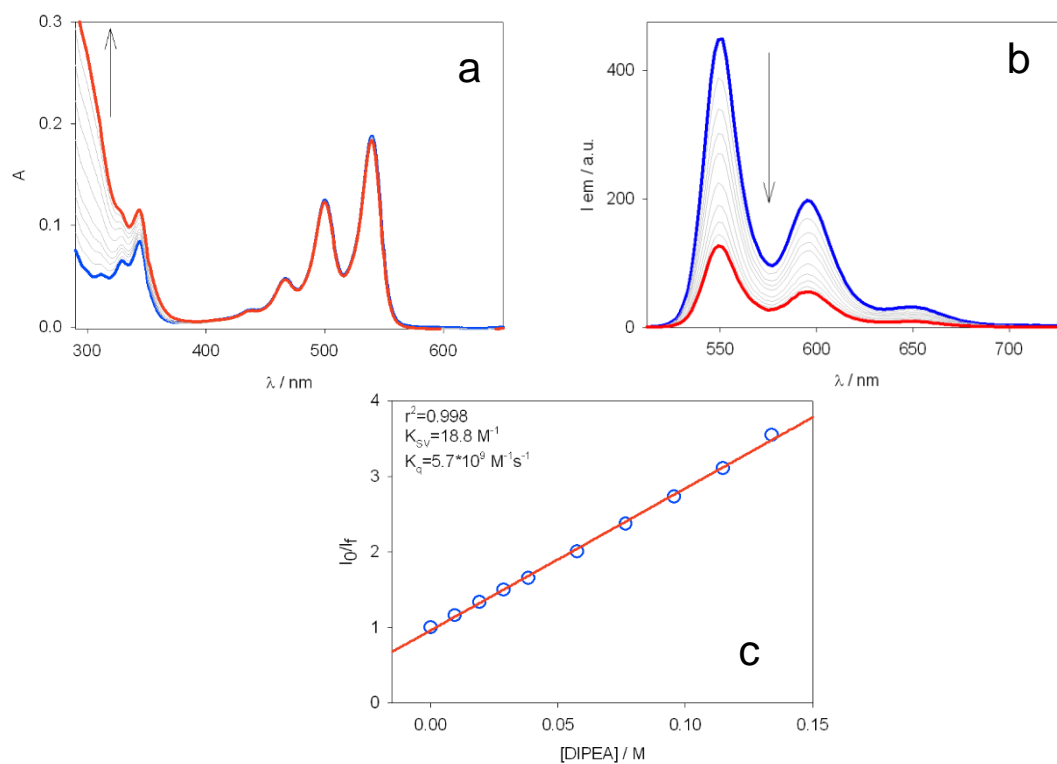 a
0.3
0.2
0.1
0.0
A
300
400
500
600
λ / nm
b
400
200
0
I em / a.u.
550
600
650
700
λ / nm
r²=0.998
K_SV=18.8 M⁻¹
K_q=5.7*10⁹ M⁻¹s⁻¹
4
3
2
1
0
I₀/I_f
c
0.00
0.05
0.10
0.15
[DIPEA] / M